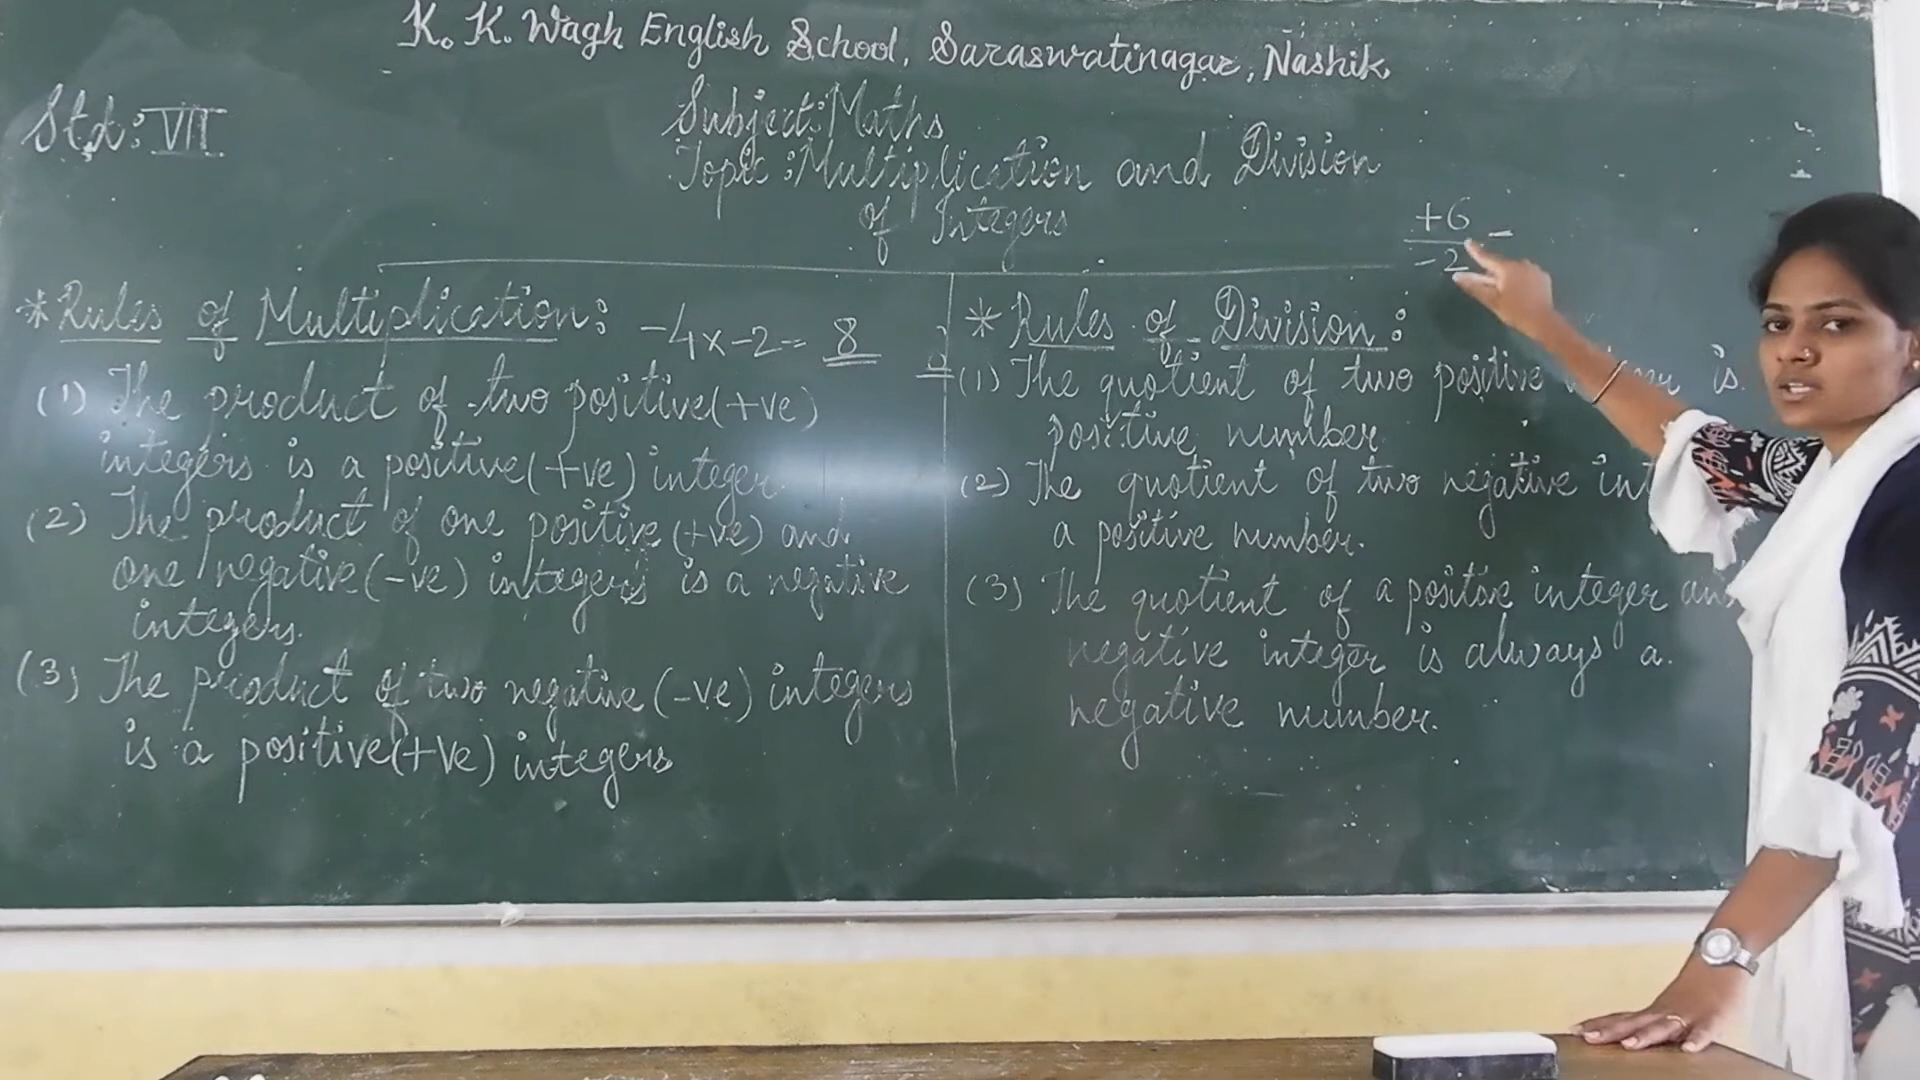 K. K. Wagh English School, Saraswatinagar, Nashik.
Std: VII
Subject: Maths
Topic: Multiplication and Division
of Integers
+6
-2
* Rules of Multiplication:
-4x-2= 8
(1) The product of two positive(+ve)
integers is a positive(+ve) integer.
(2) The product of one positive(+ve) and
one negative(-ve) integers is a negative
integers.
(3) The product of two negative (-ve) integers
is a positive(+ve) integers
* Rules of Division:
(1) The quotient of two positive is
positive number
(2) The quotient of two negative int
a positive number.
(3) The quotient of a positive integer and
negative integer is always a
negative number.